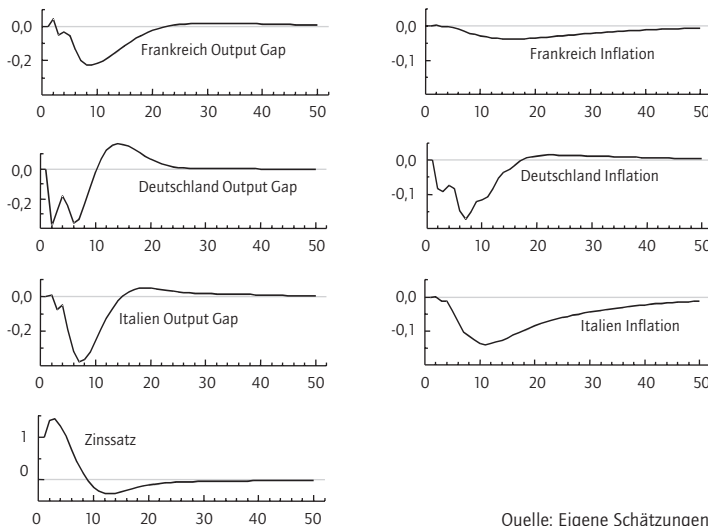 0,0
-0,2
Frankreich Output Gap
0 10 20 30 40 50
0,0
-0,1
Frankreich Inflation
0 10 20 30 40 50
0,0
-0,2
Deutschland Output Gap
0 10 20 30 40 50
0,0
-0,1
Deutschland Inflation
0 10 20 30 40 50
0,0
-0,2
Italien Output Gap
0 10 20 30 40 50
0,0
-0,1
Italien Inflation
0 10 20 30 40 50
1
0
Zinssatz
0 10 20 30 40 50
Quelle: Eigene Schätzungen